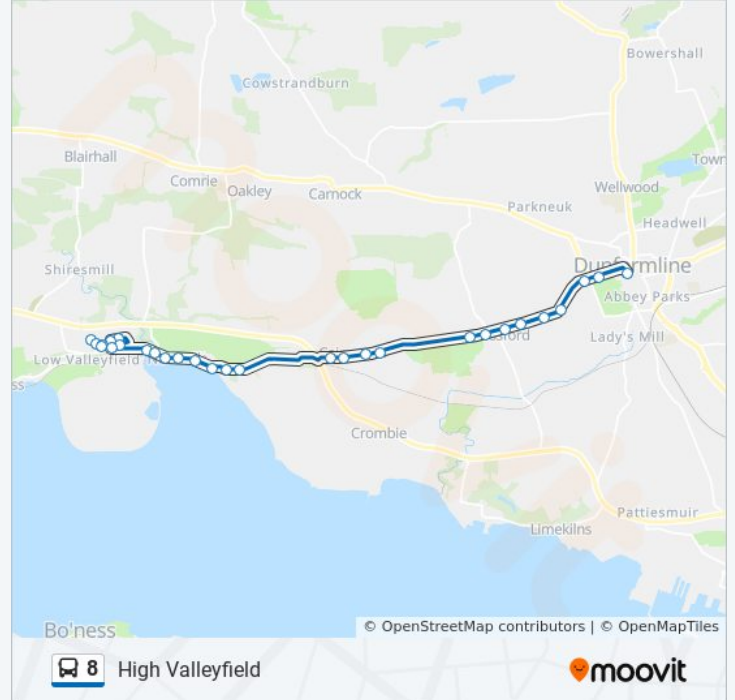 Bowershall
Cowstrandburn
Blairhall
Town
Comrie
Oakley
Carnock
Wellwood
Parkneuk
Headwell
Shiresmill
Dunfermline
Abbey Parks
Lady's Mill
Low Valleyfield
ss
Crombie
Pattiesmuir
Limekilns
Bo'ness
© OpenStreetMap contributors | © OpenMapTiles
8 High Valleyfield
moovit